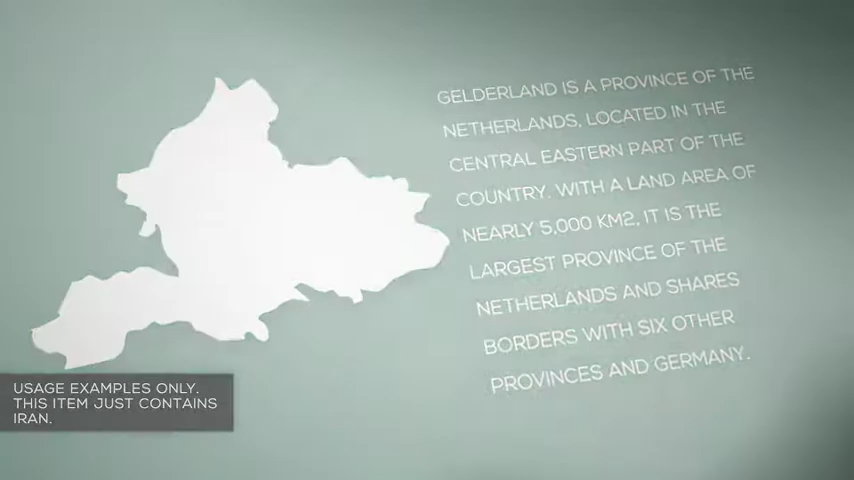 GELDERLAND IS A PROVINCE OF THE
NETHERLANDS, LOCATED IN THE
CENTRAL EASTERN PART OF THE
COUNTRY. WITH A LAND AREA OF
NEARLY 5,000 KM2, IT IS THE
LARGEST PROVINCE OF THE
NETHERLANDS AND SHARES
BORDERS WITH SIX OTHER
PROVINCES AND GERMANY.
USAGE EXAMPLES ONLY.
THIS ITEM JUST CONTAINS
IRAN.